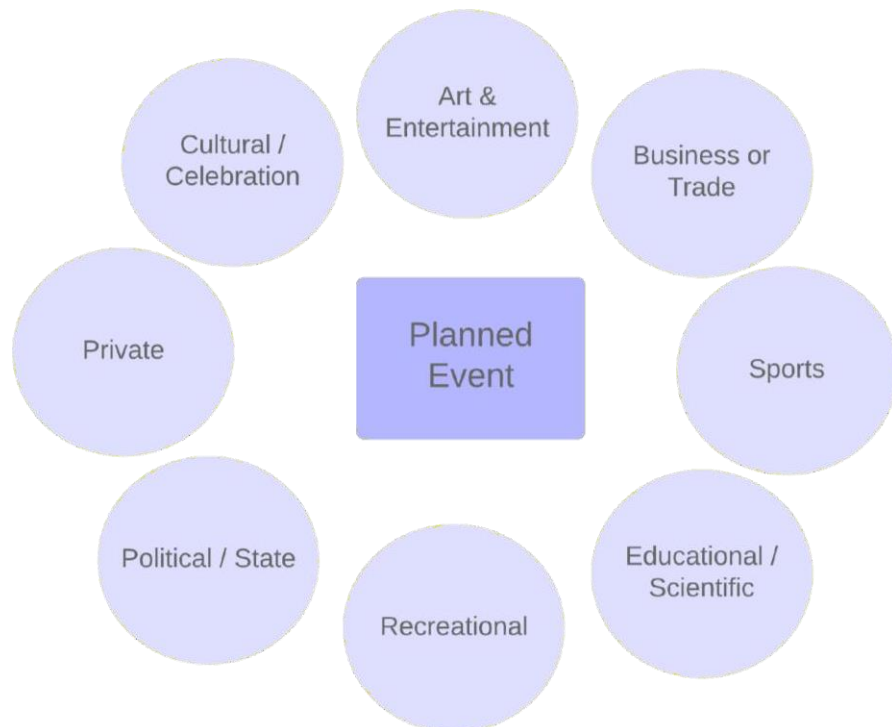 Art &
Entertainment
Cultural /
Celebration
Business or
Trade
Private
Planned
Event
Sports
Political / State
Educational /
Scientific
Recreational